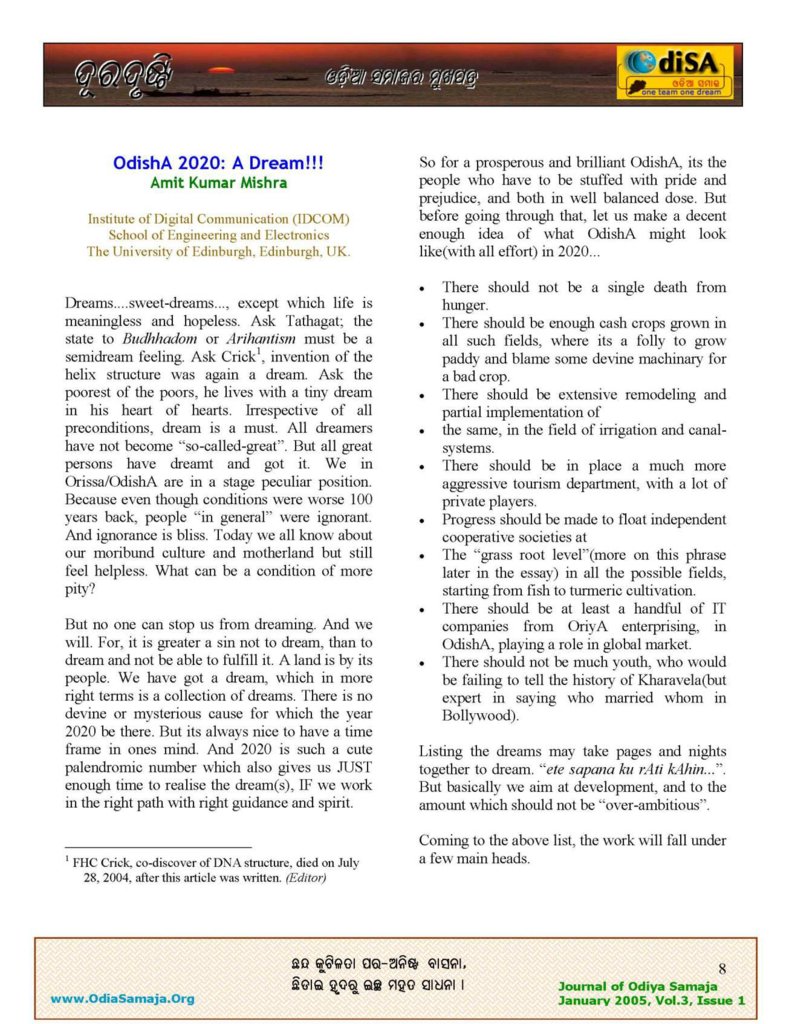 ଦୂରଦୃଷ୍ଟି
ଓଡ଼ିଆ ସମାଜର ମୁଖପତ୍ର
OdiSA
ଓଡ଼ିଆ ସମାଜ
one team one dream
OdishA 2020: A Dream!!!
Amit Kumar Mishra
Institute of Digital Communication (IDCOM)
School of Engineering and Electronics
The University of Edinburgh, Edinburgh, UK.
Dreams....sweet-dreams..., except which life is
meaningless and hopeless. Ask Tathagat; the
state to Budhhadom or Arihantism must be a
semidream feeling. Ask Crick1, invention of the
helix structure was again a dream. Ask the
poorest of the poors, he lives with a tiny dream
in his heart of hearts. Irrespective of all
preconditions, dream is a must. All dreamers
have not become “so-called-great”. But all great
persons have dreamt and got it. We in
Orissa/OdishA are in a stage peculiar position.
Because even though conditions were worse 100
years back, people “in general” were ignorant.
And ignorance is bliss. Today we all know about
our moribund culture and motherland but still
feel helpless. What can be a condition of more
pity?
But no one can stop us from dreaming. And we
will. For, it is greater a sin not to dream, than to
dream and not be able to fulfill it. A land is by its
people. We have got a dream, which in more
right terms is a collection of dreams. There is no
devine or mysterious cause for which the year
2020 be there. But its always nice to have a time
frame in ones mind. And 2020 is such a cute
palendromic number which also gives us JUST
enough time to realise the dream(s), IF we work
in the right path with right guidance and spirit.
1 FHC Crick, co-discover of DNA structure, died on July
28, 2004, after this article was written. (Editor)
So for a prosperous and brilliant OdishA, its the
people who have to be stuffed with pride and
prejudice, and both in well balanced dose. But
before going through that, let us make a decent
enough idea of what OdishA might look
like(with all effort) in 2020...
• There should not be a single death from
hunger.
• There should be enough cash crops grown in
all such fields, where its a folly to grow
paddy and blame some devine machinary for
a bad crop.
• There should be extensive remodeling and
partial implementation of
• the same, in the field of irrigation and canal-
systems.
• There should be in place a much more
aggressive tourism department, with a lot of
private players.
• Progress should be made to float independent
cooperative societies at
• The “grass root level”(more on this phrase
later in the essay) in all the possible fields,
starting from fish to turmeric cultivation.
• There should be at least a handful of IT
companies from OriyA enterprising, in
OdishA, playing a role in global market.
• There should not be much youth, who would
be failing to tell the history of Kharavela(but
expert in saying who married whom in
Bollywood).
Listing the dreams may take pages and nights
together to dream. “ete sapana ku rAti kAhin...”.
But basically we aim at development, and to the
amount which should not be “over-ambitious”.
Coming to the above list, the work will fall under
a few main heads.
www.OdiaSamaja.Org
ଛନ୍ଦ କୁଟିଳତା ପର-ଅନିଷ୍ଟ ବାସନା,
ଛିଡାଇ ହୃଦରୁ ଇଚ୍ଛ ମହତ ସାଧନା ।
8
Journal of Odiya Samaja
January 2005, Vol.3, Issue 1